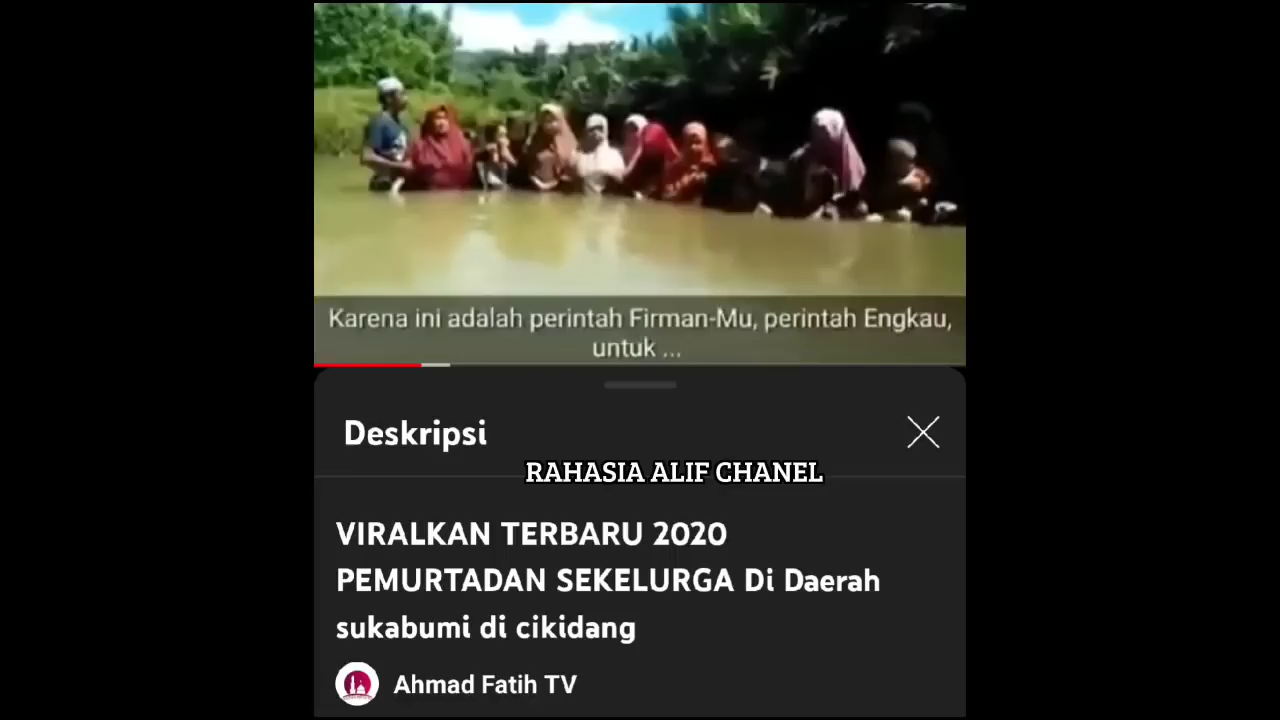 Karena ini adalah perintah Firman-Mu, perintah Engkau,
untuk ...
Deskripsi
RAHASIA ALIF CHANEL
VIRALKAN TERBARU 2020
PEMURTADAN SEKELURGA Di Daerah
sukabumi di cikidang
Ahmad Fatih TV